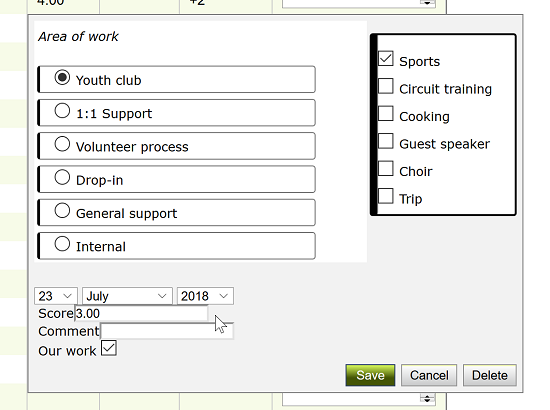 4.00 +2
Area of work
Youth club
1:1 Support
Volunteer process
Drop-in
General support
Internal
Sports
Circuit training
Cooking
Guest speaker
Choir
Trip
23 July 2018
Score 3.00
Comment
Our work
Save Cancel Delete